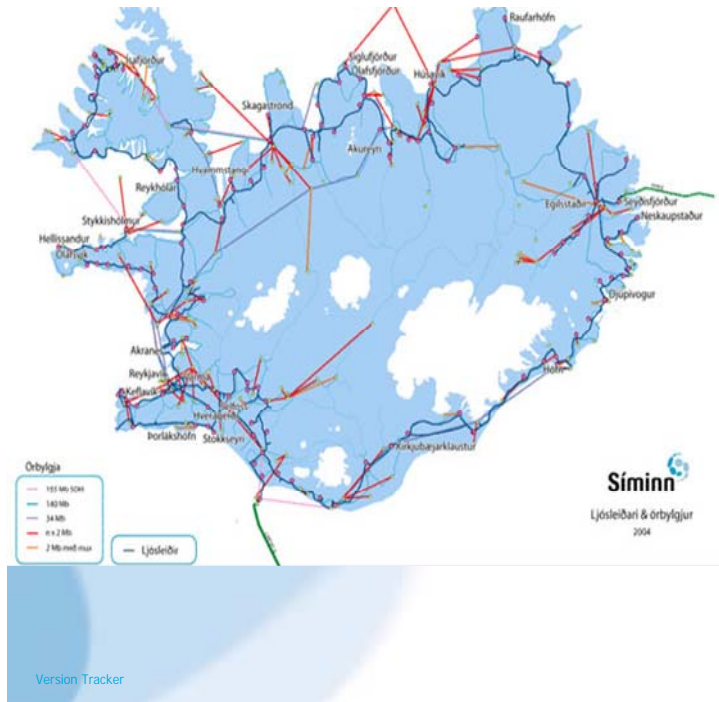 Raufarhöfn
Ísafjörður
Siglufjörður
Ólafsfjörður
Húsavík
Skagaströnd
Akureyri
Hvammstangi
Reykhólar
Egilsstaðir
Seyðisfjörður
Neskaupstaður
Stykkishólmur
Hellissandur
Ólafsvík
Djúpivogur
Akranes
Reykjavík
Höfn
Keflavík
Selfoss
Hveragerði
Þorlákshöfn
Stokkseyri
Kirkjubæjarklaustur
Örbylgja
155 Mb SDH
140 Mb
34 Mb
n x 2 Mb
2 Mb með mux
Ljósleiðir
Síminn
Ljósleiðari & örbylgjur
2004
Version Tracker